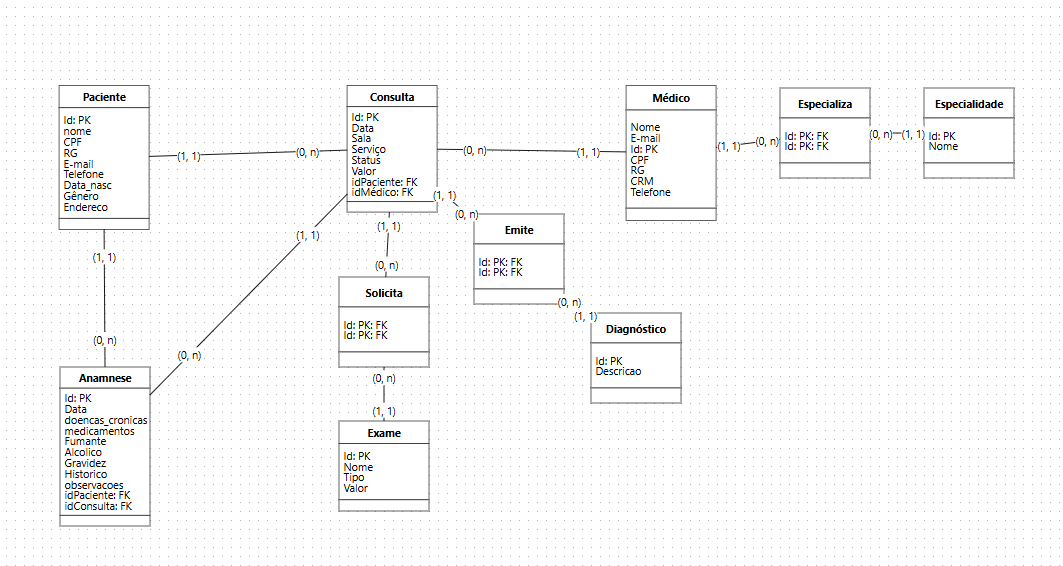 Paciente
Id: PK
nome
CPF
RG
E-mail
Telefone
Data_nasc
Gênero
Endereco
(1, 1)
(0, n)
Consulta
Id: PK
Data
Sala
Serviço
Status
Valor
idPaciente: FK
idMédico: FK
(0, n)
(1, 1)
Médico
Nome
E-mail
Id: PK
CPF
RG
CRM
Telefone
(1, 1)
(0, n)
Especializa
Id: PK: FK
Id: PK: FK
(0, n)
(1, 1)
Especialidade
Id: PK
Nome
(1, 1)
(0, n)
Emite
Id: PK: FK
Id: PK: FK
(0, n)
(1, 1)
Diagnóstico
Id: PK
Descricao
(1, 1)
(0, n)
Solicita
Id: PK: FK
Id: PK: FK
(0, n)
(1, 1)
Exame
Id: PK
Nome
Tipo
Valor
(1, 1)
(0, n)
(1, 1)
(0, n)
Anamnese
Id: PK
Data
doencas_cronicas
medicamentos
Fumante
Alcolico
Gravidez
Historico
observacoes
idPaciente: FK
idConsulta: FK